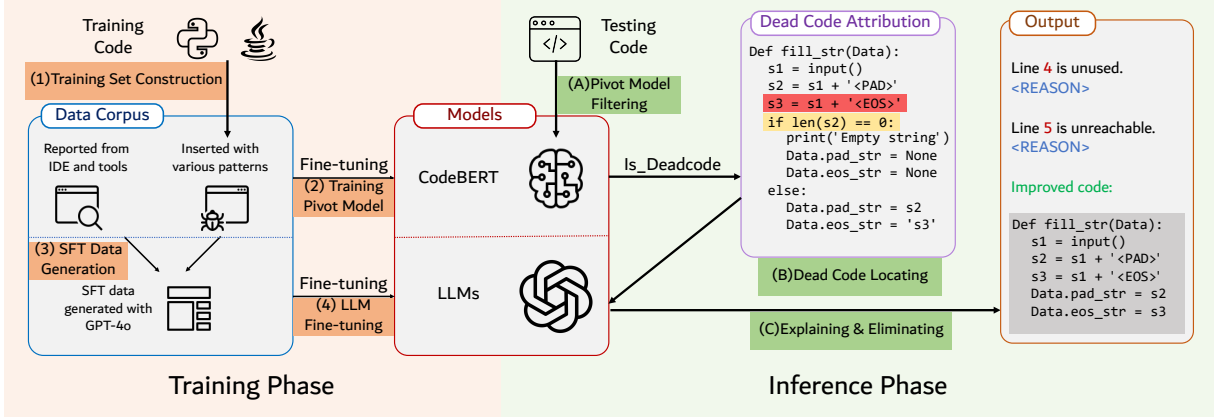 Training
Code
(1)Training Set Construction
Data Corpus
Reported from
IDE and tools
Inserted with
various patterns
(3) SFT Data
Generation
SFT data
generated with
GPT-4o
Fine-tuning
(2) Training
Pivot Model
Fine-tuning
(4) LLM
Fine-tuning
Training Phase
Models
CodeBERT
LLMs
Testing
Code
</>
(A)Pivot Model
Filtering
Is_Deadcode
Dead Code Attribution
Def fill_str(Data):
s1 = input()
s2 = s1 + '<PAD>'
s3 = s1 + '<EOS>'
if len(s2) == 0:
print('Empty string')
Data.pad_str = None
Data.eos_str = None
else:
Data.pad_str = s2
Data.eos_str = 's3'
(B)Dead Code Locating
(C)Explaining & Eliminating
Inference Phase
Output
Line 4 is unused.
<REASON>
Line 5 is unreachable.
<REASON>
Improved code:
Def fill_str(Data):
s1 = input()
s2 = s1 + '<PAD>'
s3 = s1 + '<EOS>'
Data.pad_str = s2
Data.eos_str = s3